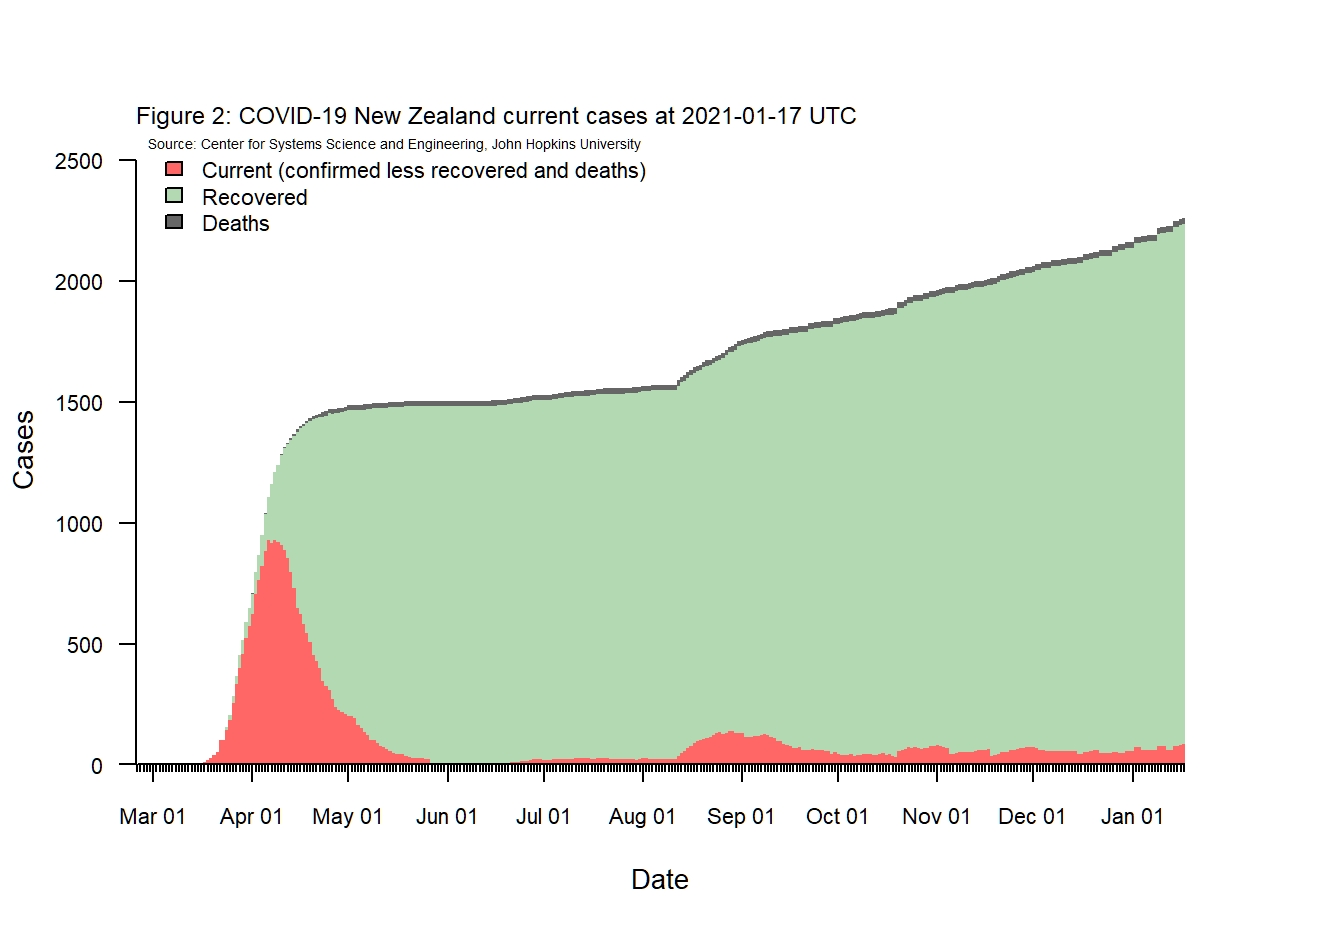 Figure 2: COVID-19 New Zealand current cases at 2021-01-17 UTC
Source: Center for Systems Science and Engineering, John Hopkins University
Current (confirmed less recovered and deaths)
Recovered
Deaths
2500
2000
1500
1000
500
0
Cases
Mar 01 Apr 01 May 01 Jun 01 Jul 01 Aug 01 Sep 01 Oct 01 Nov 01 Dec 01 Jan 01
Date